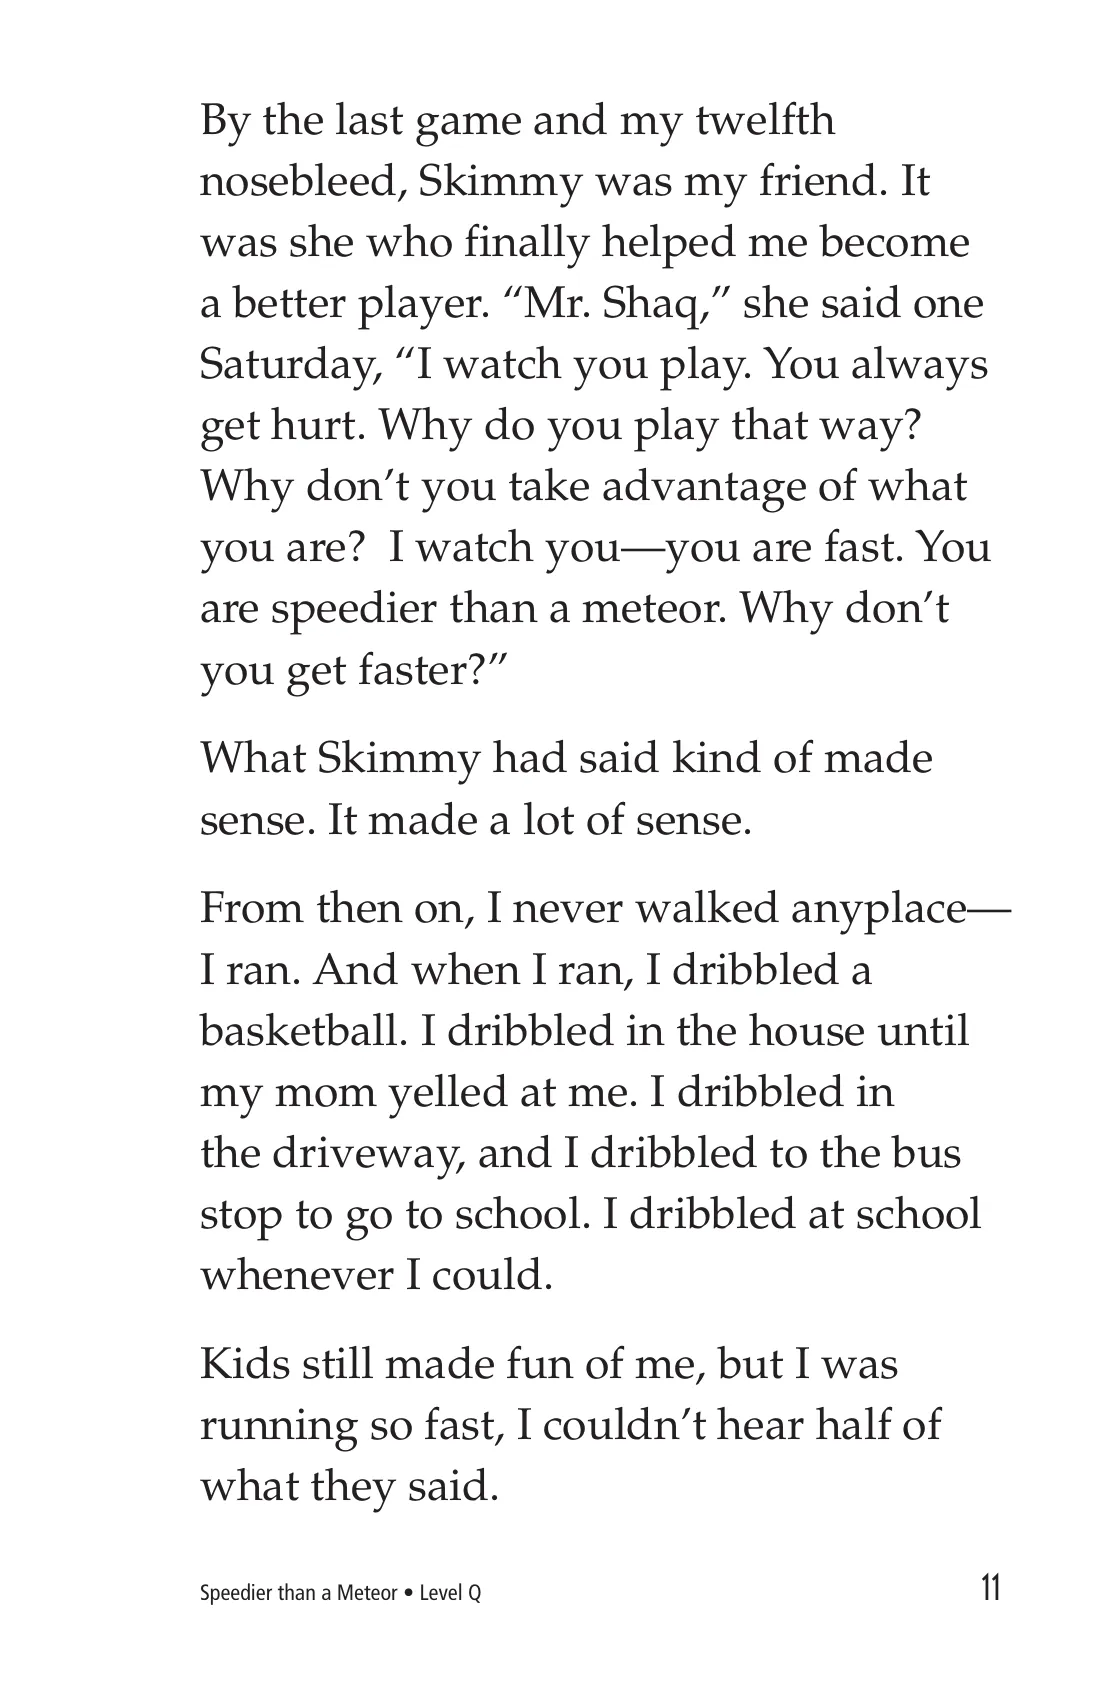 By the last game and my twelfth
nosebleed, Skimmy was my friend. It
was she who finally helped me become
a better player. “Mr. Shaq,” she said one
Saturday, “I watch you play. You always
get hurt. Why do you play that way?
Why don’t you take advantage of what
you are?  I watch you—you are fast. You
are speedier than a meteor. Why don’t
you get faster?”
What Skimmy had said kind of made
sense. It made a lot of sense.
From then on, I never walked anyplace—
I ran. And when I ran, I dribbled a
basketball. I dribbled in the house until
my mom yelled at me. I dribbled in
the driveway, and I dribbled to the bus
stop to go to school. I dribbled at school
whenever I could.
Kids still made fun of me, but I was
running so fast, I couldn’t hear half of
what they said.
Speedier than a Meteor • Level Q 11